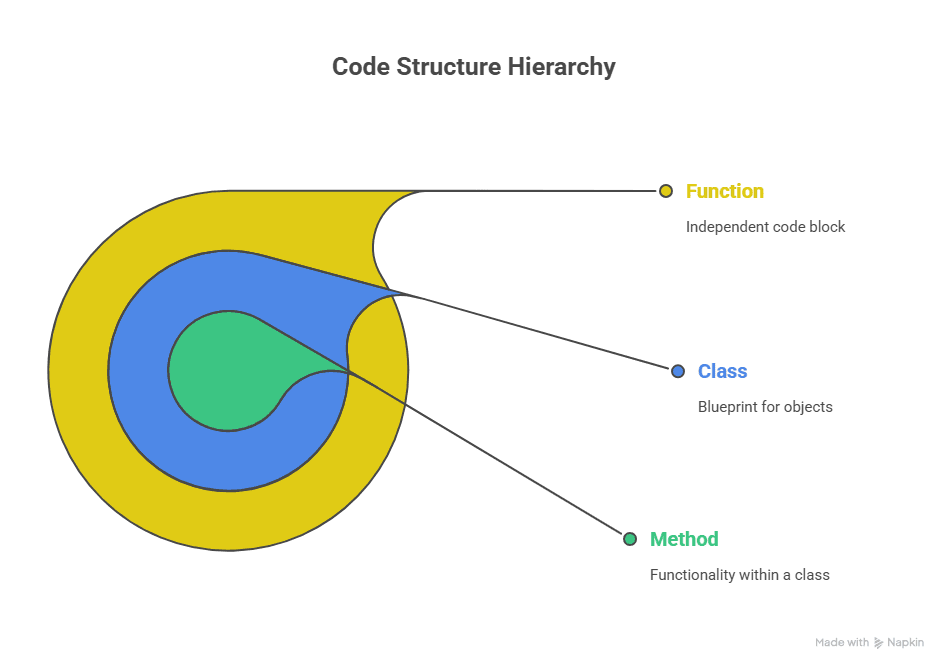 Code Structure Hierarchy
Function
Independent code block
Class
Blueprint for objects
Method
Functionality within a class
Made with Napkin